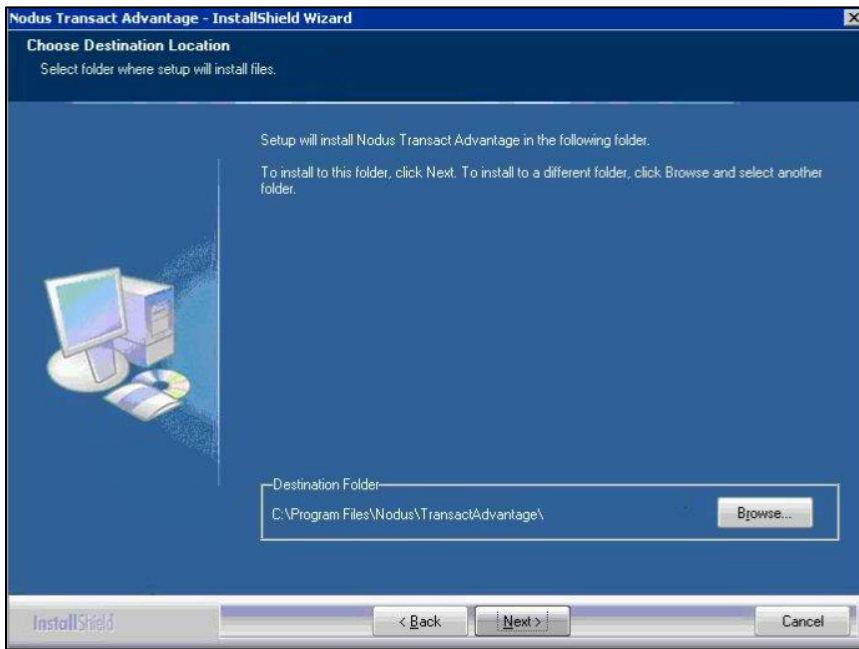 Nodus Transact Advantage - InstallShield Wizard
Choose Destination Location
Select folder where setup will install files.
Setup will install Nodus Transact Advantage in the following folder.
To install to this folder, click Next. To install to a different folder, click Browse and select another
folder.
Destination Folder
C:\Program Files\Nodus\TransactAdvantage\
Browse...
InstallShield
< Back
Next >
Cancel